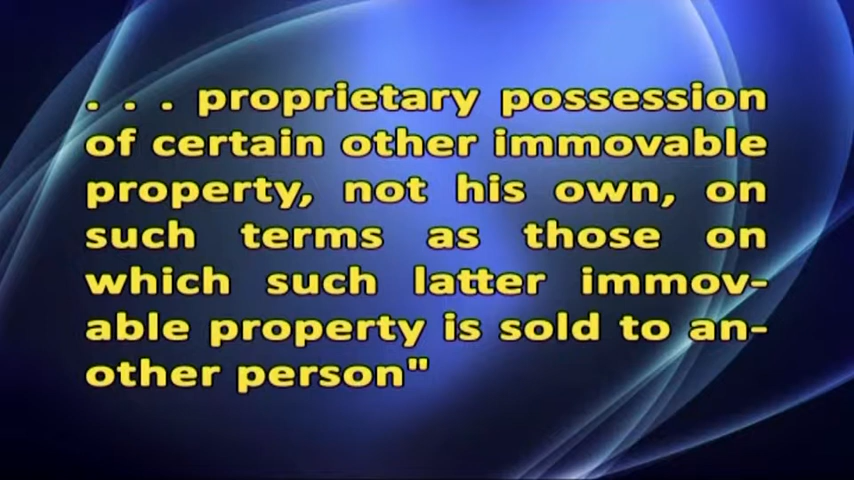 . . . proprietary possession
of certain other immovable
property, not his own, on
such terms as those on
which such latter immov-
able property is sold to an-
other person"